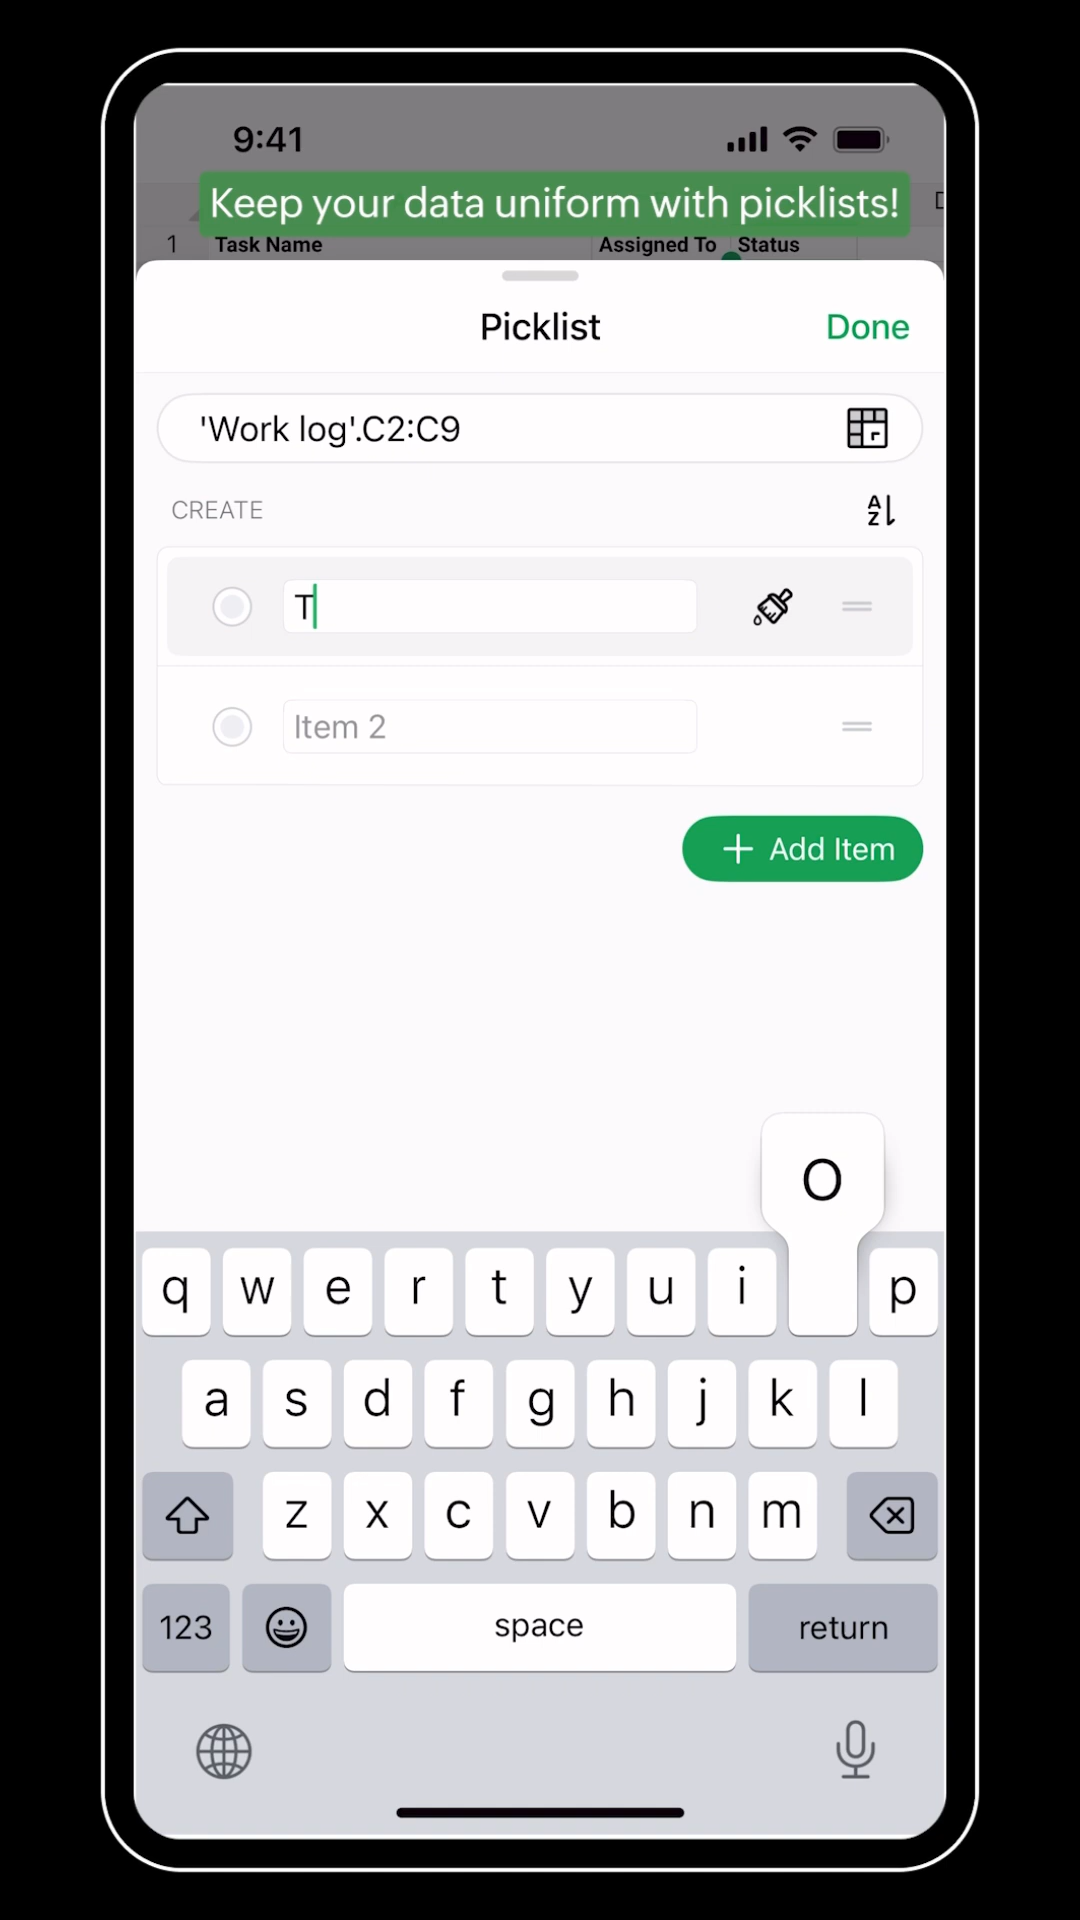 9:41
Keep your data uniform with picklists!
1 Task Name Assigned To Status
Picklist Done
'Work log'.C2:C9
CREATE A Z
T
Item 2
+ Add Item
O
q w e r t y u i p
a s d f g h j k l
z x c v b n m
123 space return